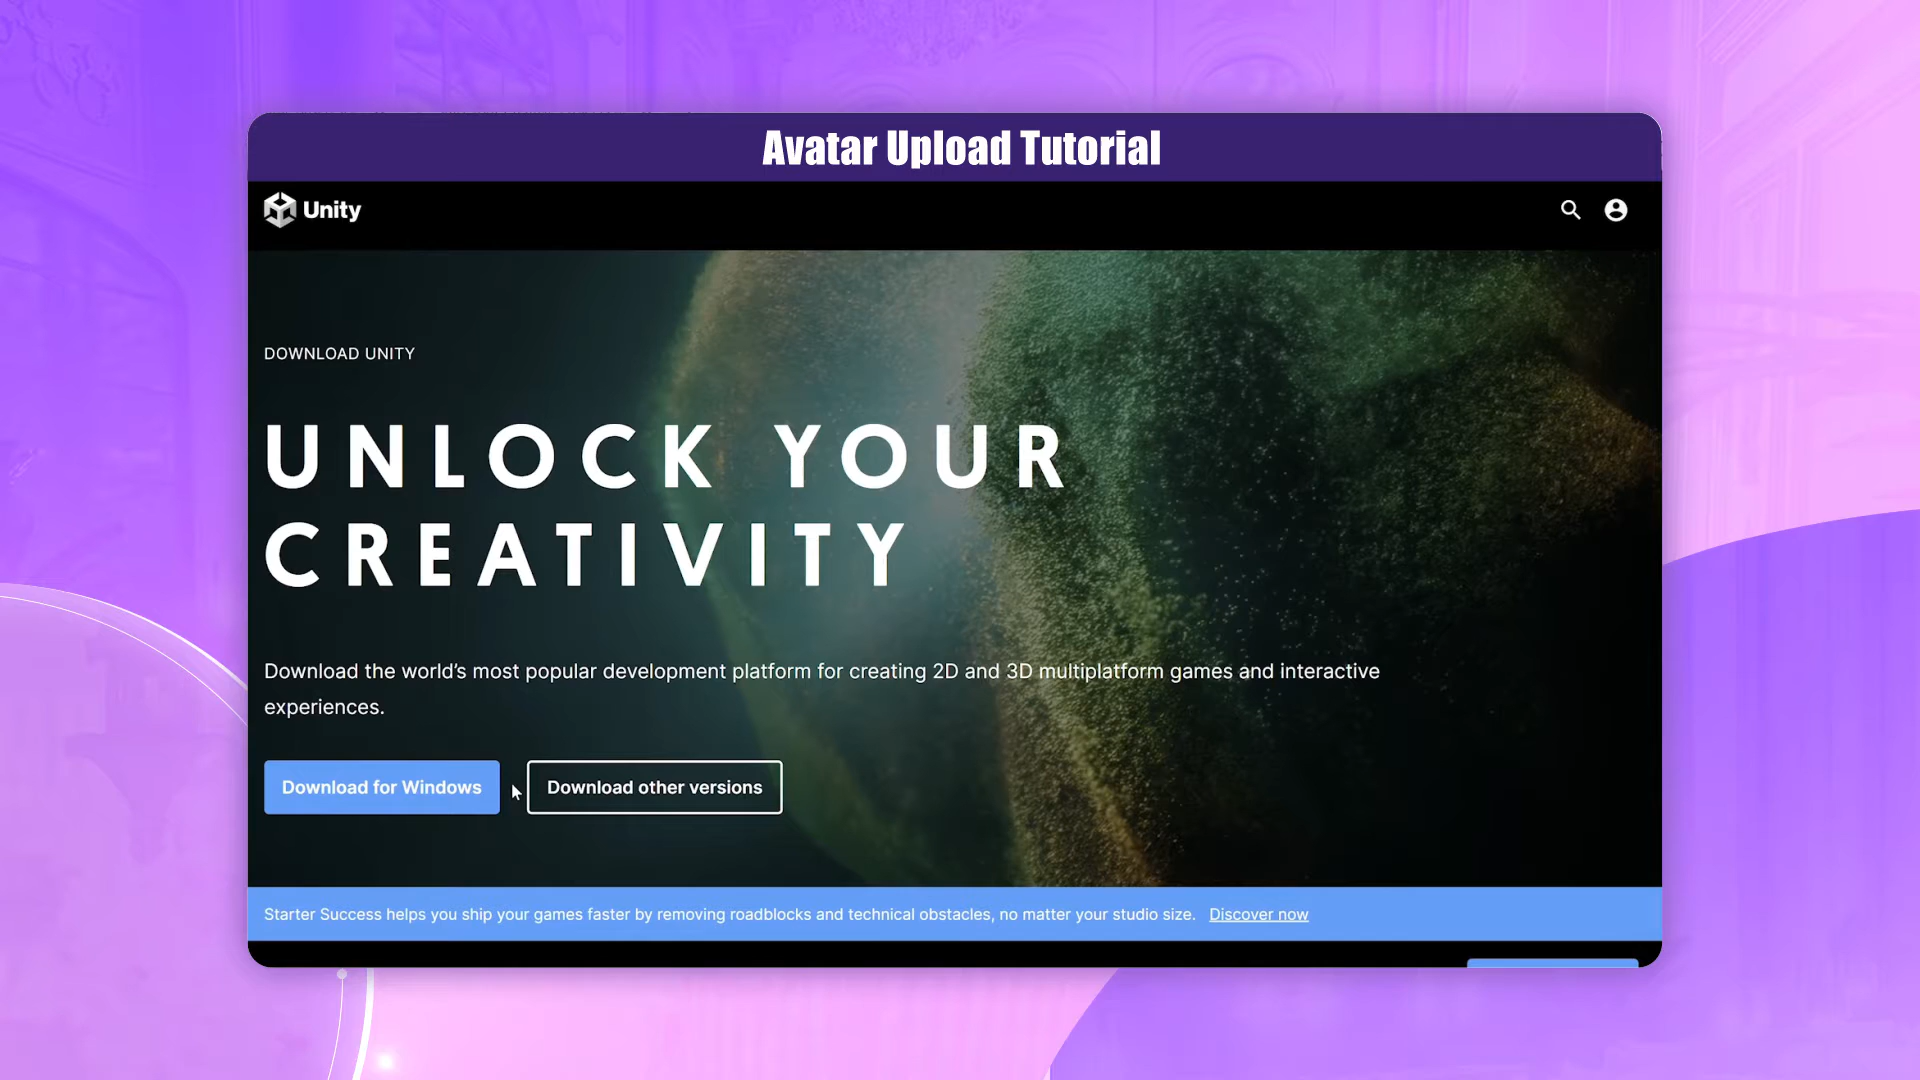 Avatar Upload Tutorial
Unity
DOWNLOAD UNITY
UNLOCK YOUR
CREATIVITY
Download the world’s most popular development platform for creating 2D and 3D multiplatform games and interactive
experiences.
Download for Windows
Download other versions
Starter Success helps you ship your games faster by removing roadblocks and technical obstacles, no matter your studio size. Discover now